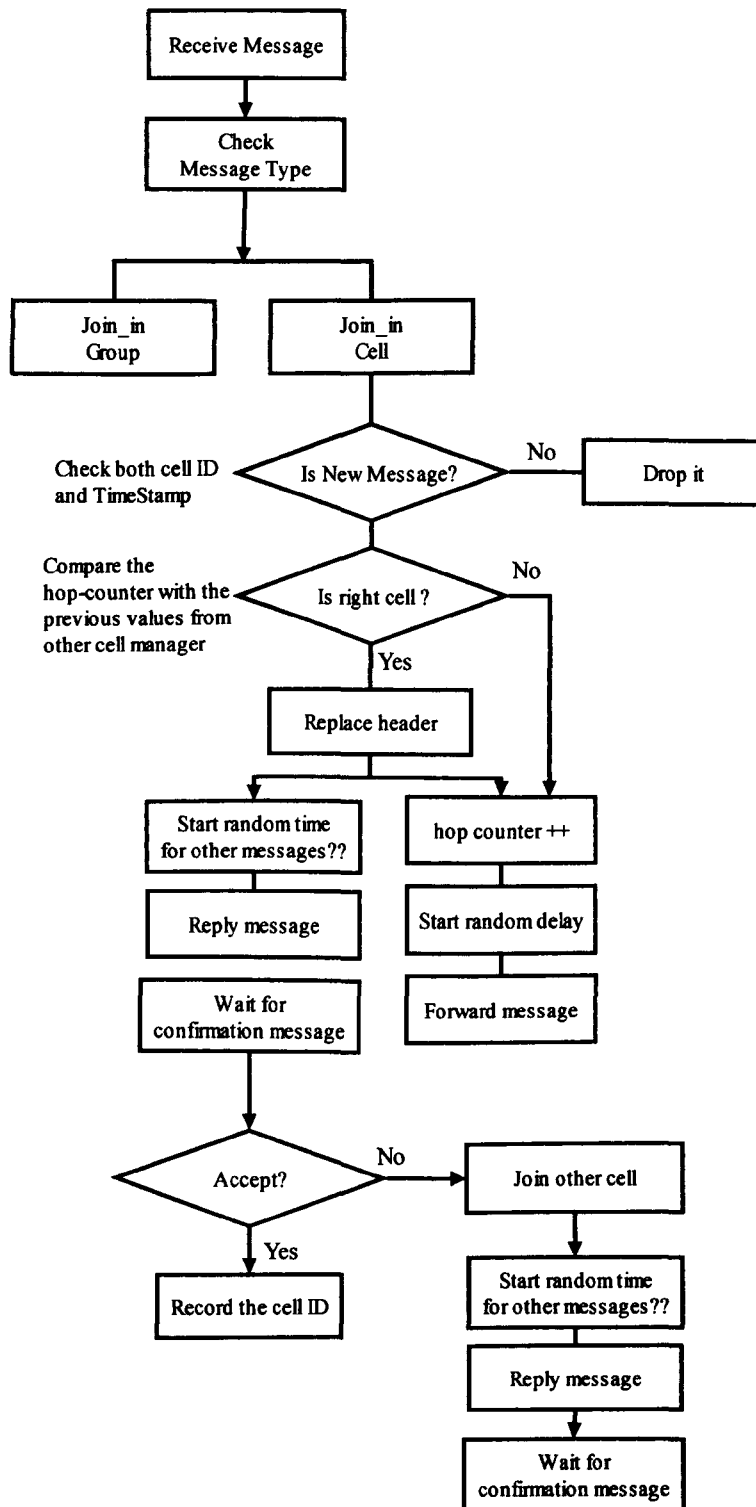 Receive Message
Check
Message Type
Join_in
Group
Join_in
Cell
Check both cell ID
and TimeStamp
Is New Message?
No
Drop it
Compare the
hop-counter with the
previous values from
other cell manager
Is right cell ?
No
Yes
Replace header
Start random time
for other messages??
hop counter ++
Reply message
Start random delay
Wait for
confirmation message
Forward message
Accept?
No
Join other cell
Yes
Record the cell ID
Start random time
for other messages??
Reply message
Wait for
confirmation message